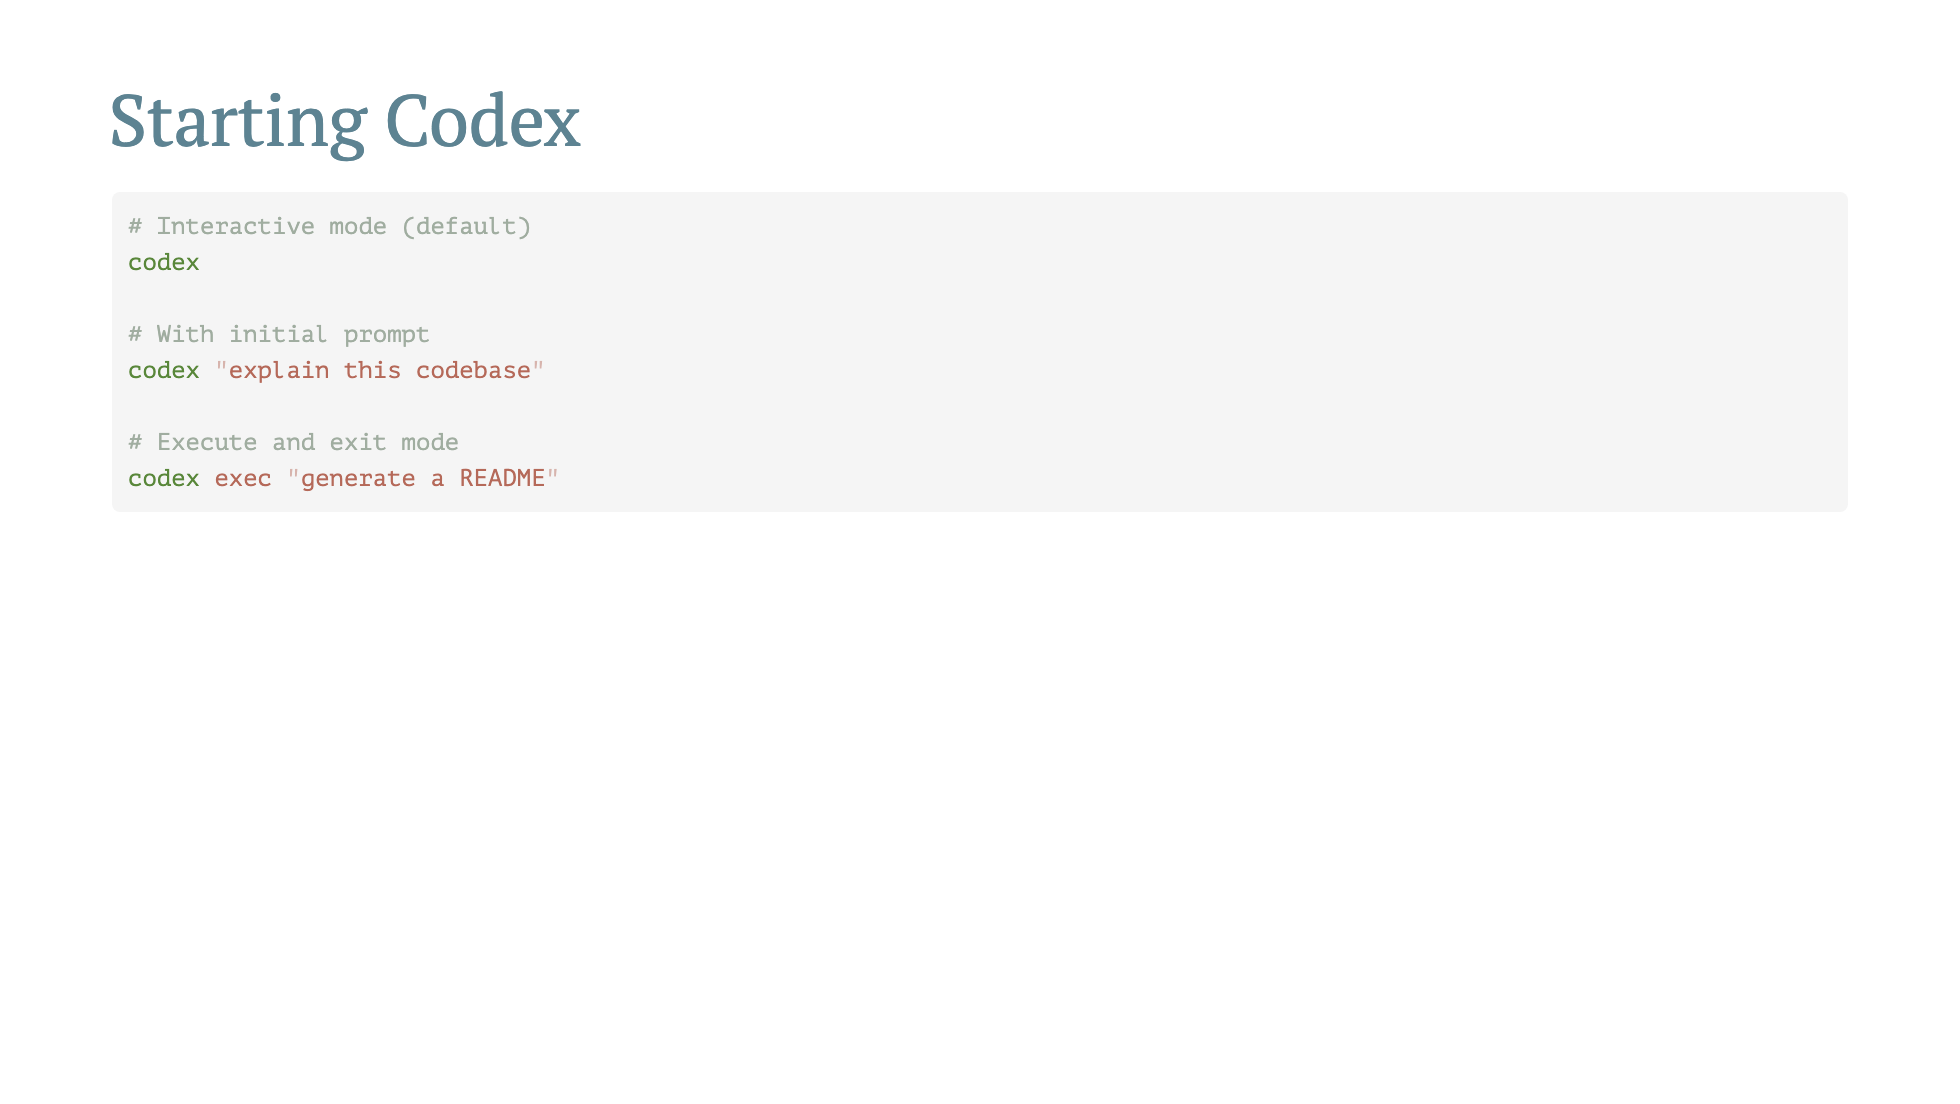 Starting Codex
# Interactive mode (default)
codex
# With initial prompt
codex "explain this codebase"
# Execute and exit mode
codex exec "generate a README"